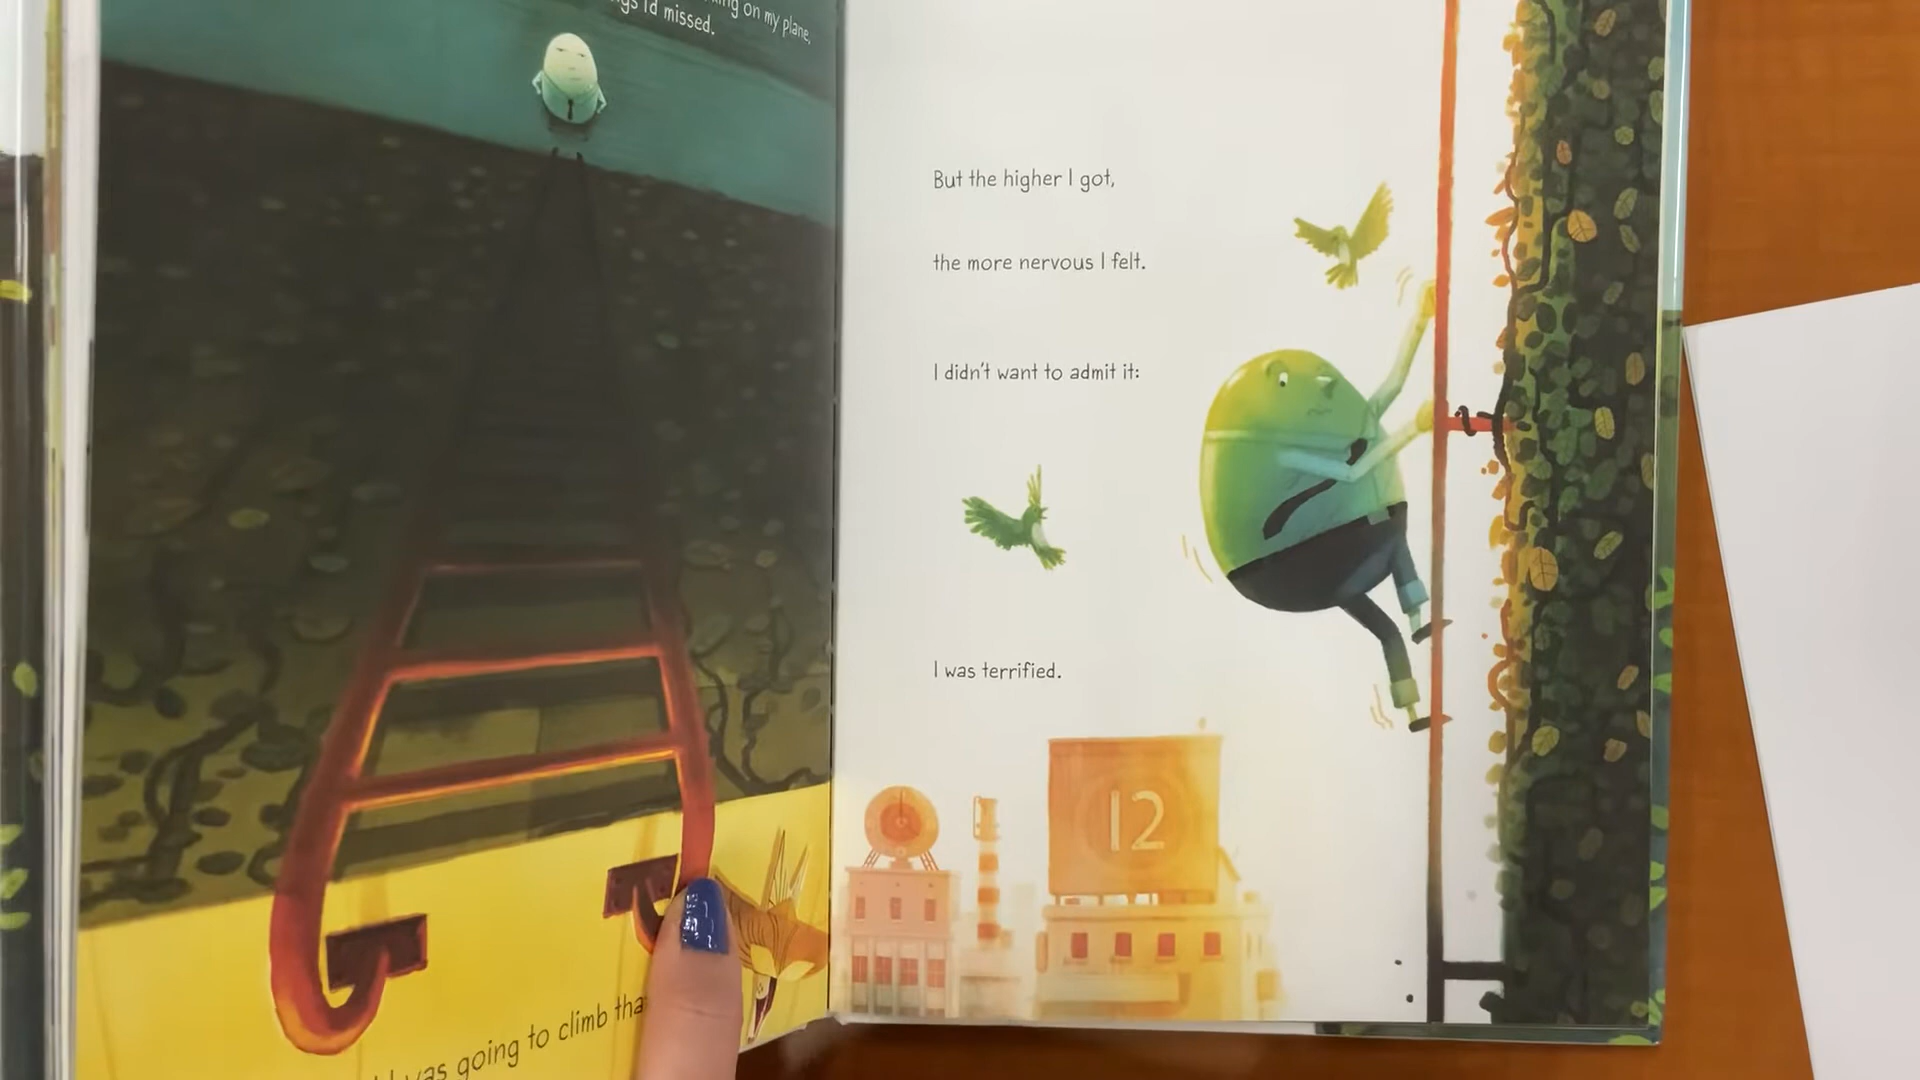 on my plane,
I'd missed.
was going to climb
But the higher I got,
the more nervous I felt.
I didn't want to admit it:
I was terrified.
12